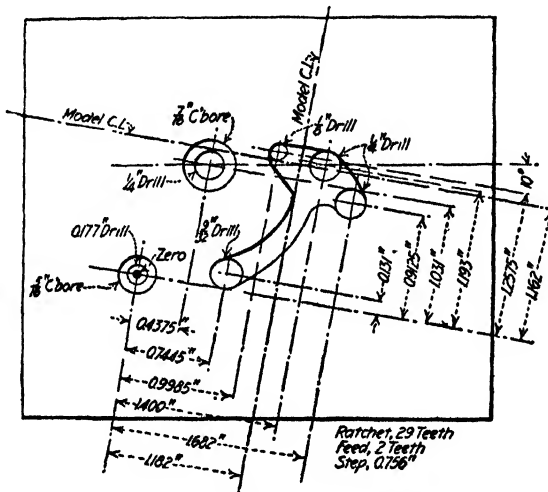 Model C.L.
7/16" C'bore
Model C.L.
1/8" Drill
1/4" Drill
1/4" Drill
10°
0.177" Drill
Zero
9/32" Drill
5/16" C'bore
0.131"
0.9125"
1.031"
1.193"
1.2575"
1.162"
0.4375"
0.7445"
0.9985"
1.400"
1.682"
1.182"
Ratchet, 29 Teeth
Feed, 2 Teeth
Step, 0.756"